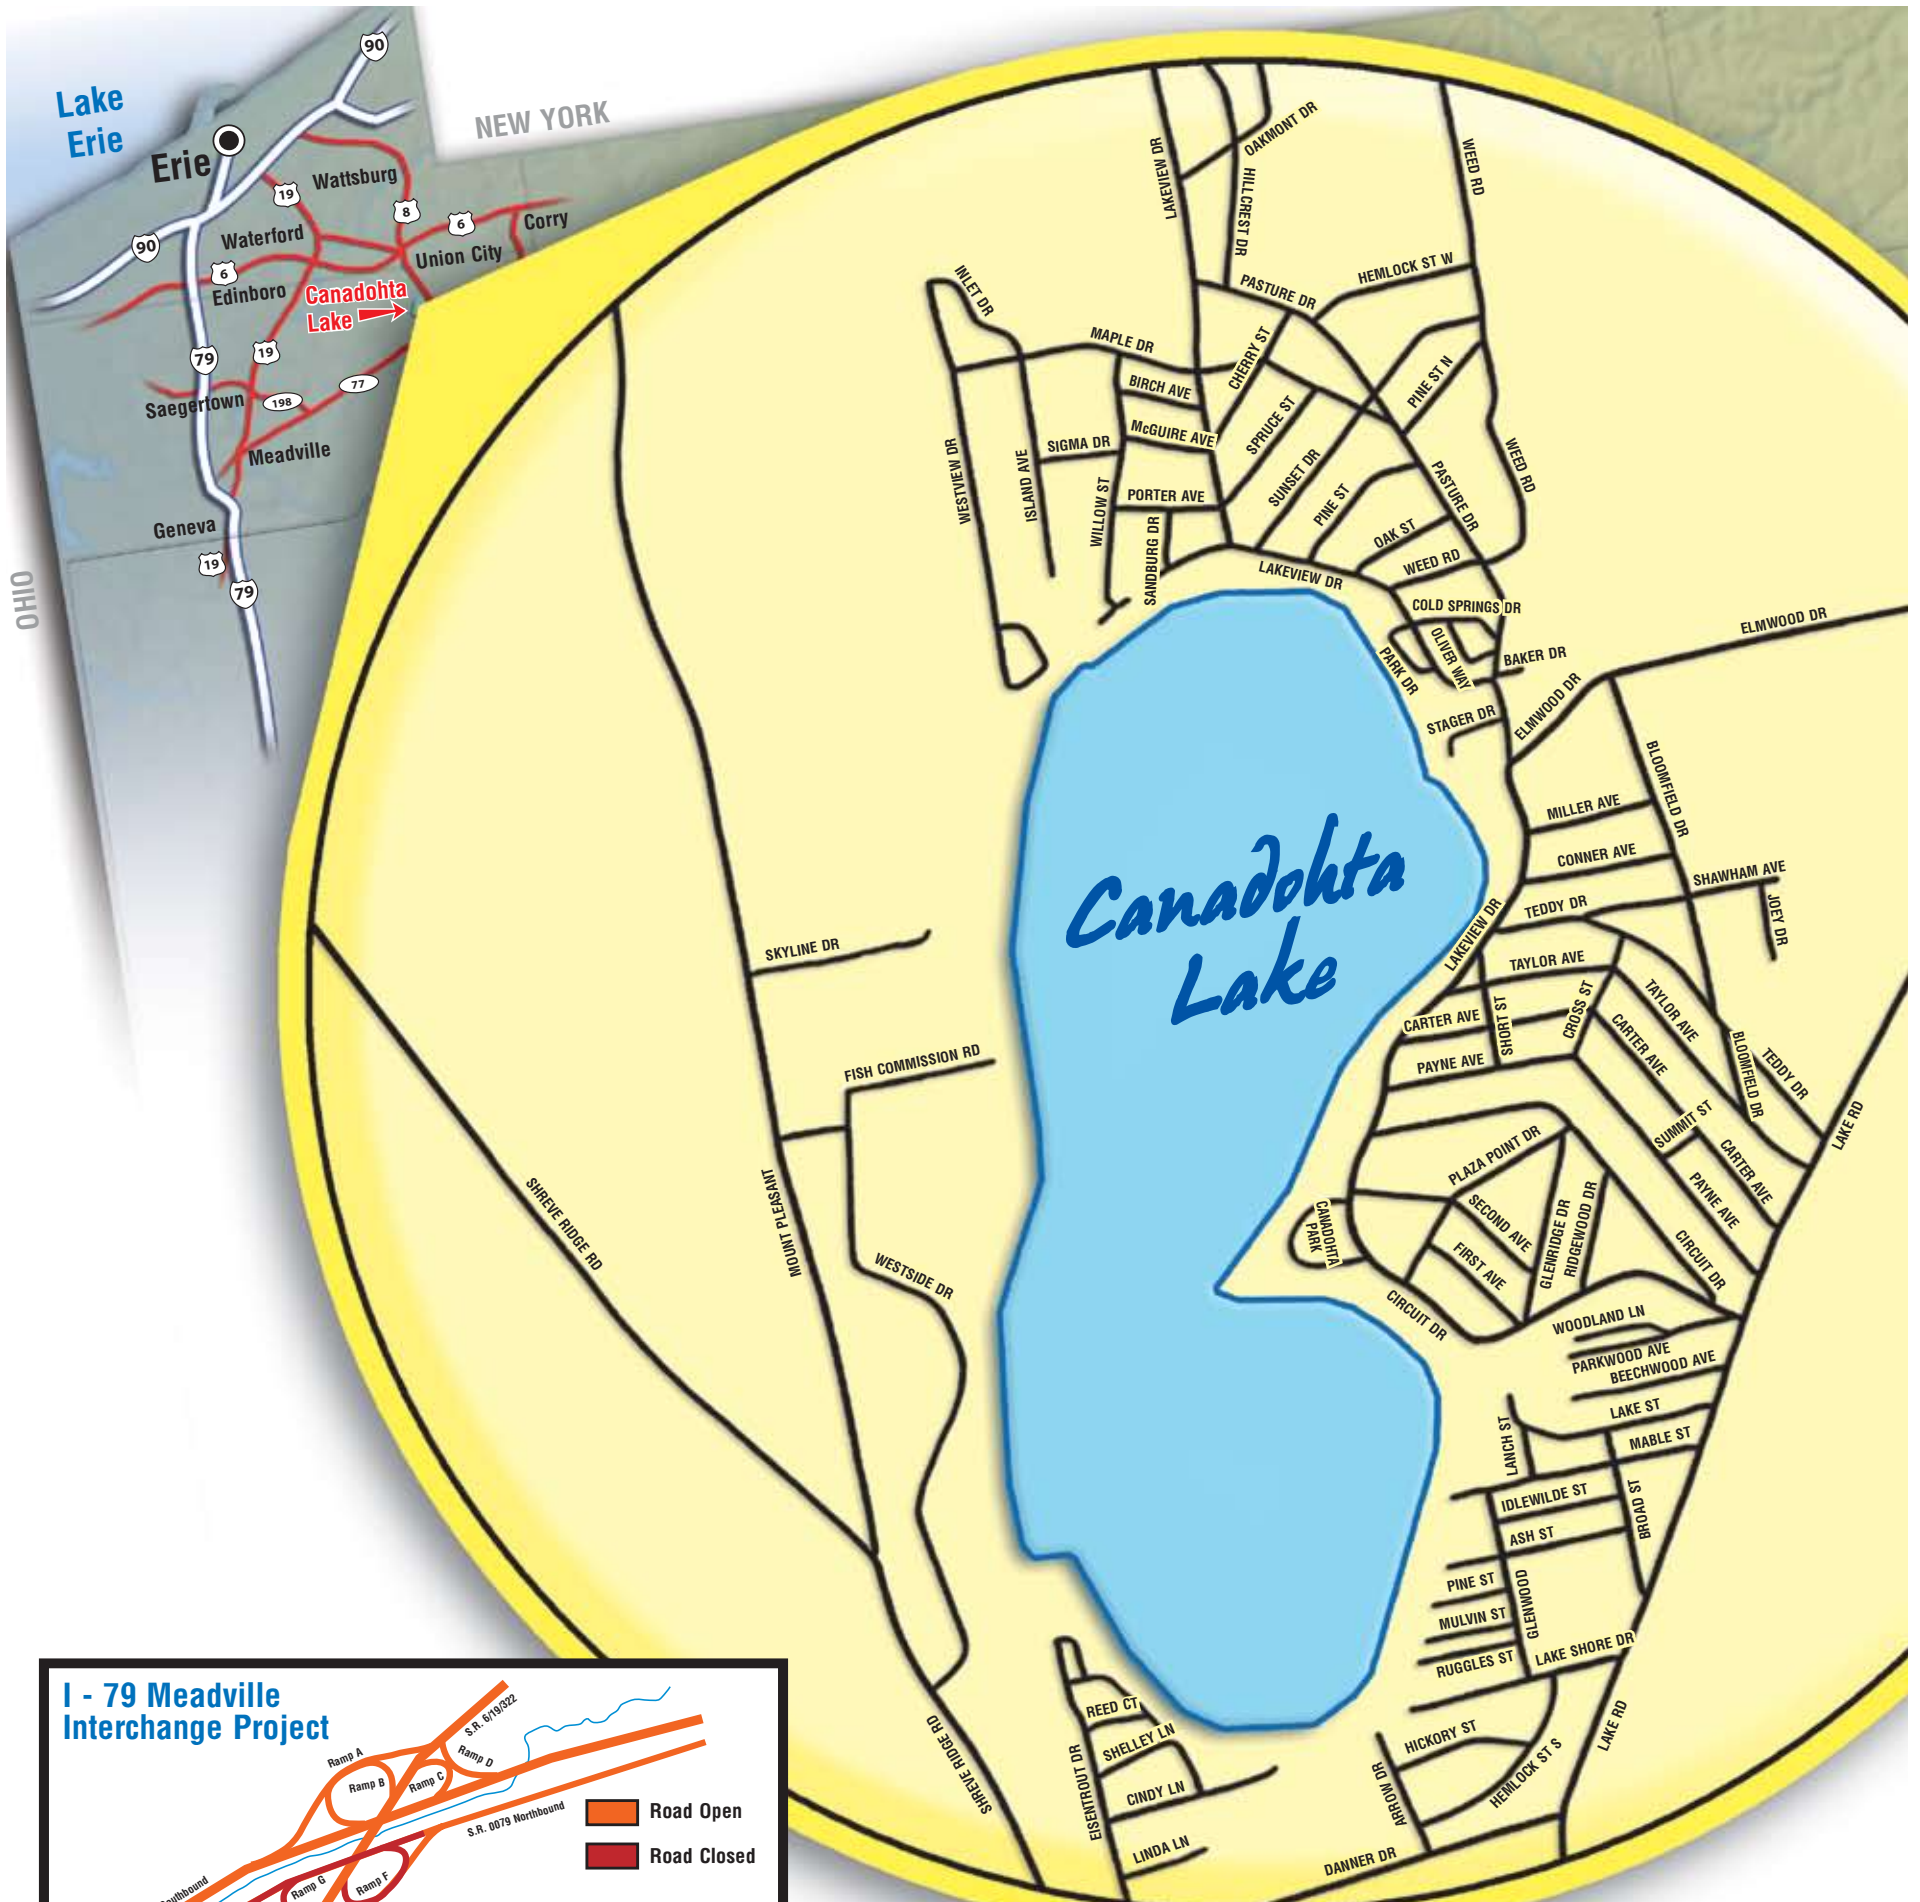 Lake
Erie
Erie
90
NEW YORK
Wattsburg
19
8
6
Corry
90
Waterford
Union City
6
Edinboro
Canadohta
Lake
79
19
77
Saegertown
198
Meadville
Geneva
19
79
OHIO
LAKEVIEW DR
OAKMONT DR
HILLCREST DR
WEED RD
INLET DR
PASTURE DR
HEMLOCK ST W
MAPLE DR
CHERRY ST
BIRCH AVE
PINE ST N
SPRUCE ST
McGUIRE AVE
SIGMA DR
WESTVIEW DR
ISLAND AVE
WILLOW ST
PORTER AVE
SUNSET DR
PINE ST
PASTURE DR
WEED RD
SANDBURG DR
OAK ST
WEED RD
LAKEVIEW DR
COLD SPRINGS DR
OLIVER WAY
PARK DR
BAKER DR
ELMWOOD DR
STAGER DR
ELMWOOD DR
BLOOMFIELD DR
MILLER AVE
CONNER AVE
SHAWHAM AVE
TEDDY DR
JOEY DR
LAKEVIEW DR
Canadohta
Lake
SKYLINE DR
TAYLOR AVE
CARTER AVE
SHORT ST
CROSS ST
TAYLOR AVE
CARTER AVE
PAYNE AVE
BLOOMFIELD DR
TEDDY DR
FISH COMMISSION RD
SUMMIT ST
LAKE RD
PLAZA POINT DR
CARTER AVE
PAYNE AVE
MOUNT PLEASANT
SHREVE RIDGE RD
CANADOHTA
PARK
SECOND AVE
FIRST AVE
GLENRIDGE DR
RIDGEWOOD DR
CIRCUIT DR
WESTSIDE DR
CIRCUIT DR
WOODLAND LN
PARKWOOD AVE
BEECHWOOD AVE
LAKE ST
LANCH ST
MABLE ST
IDLEWILDE ST
BROAD ST
ASH ST
PINE ST
GLENWOOD
MULVIN ST
RUGGLES ST
LAKE SHORE DR
REED CT
SHELLEY LN
HICKORY ST
LAKE RD
SHREVE RIDGE RD
EISENTROUT DR
CINDY LN
ARROW DR
HEMLOCK ST S
LINDA LN
DANNER DR
I - 79 Meadville
Interchange Project
S.R. 6/19/322
Ramp A
Ramp D
Ramp B
Ramp C
S.R. 0079 Northbound
Road Open
Road Closed
Ramp G
Ramp F